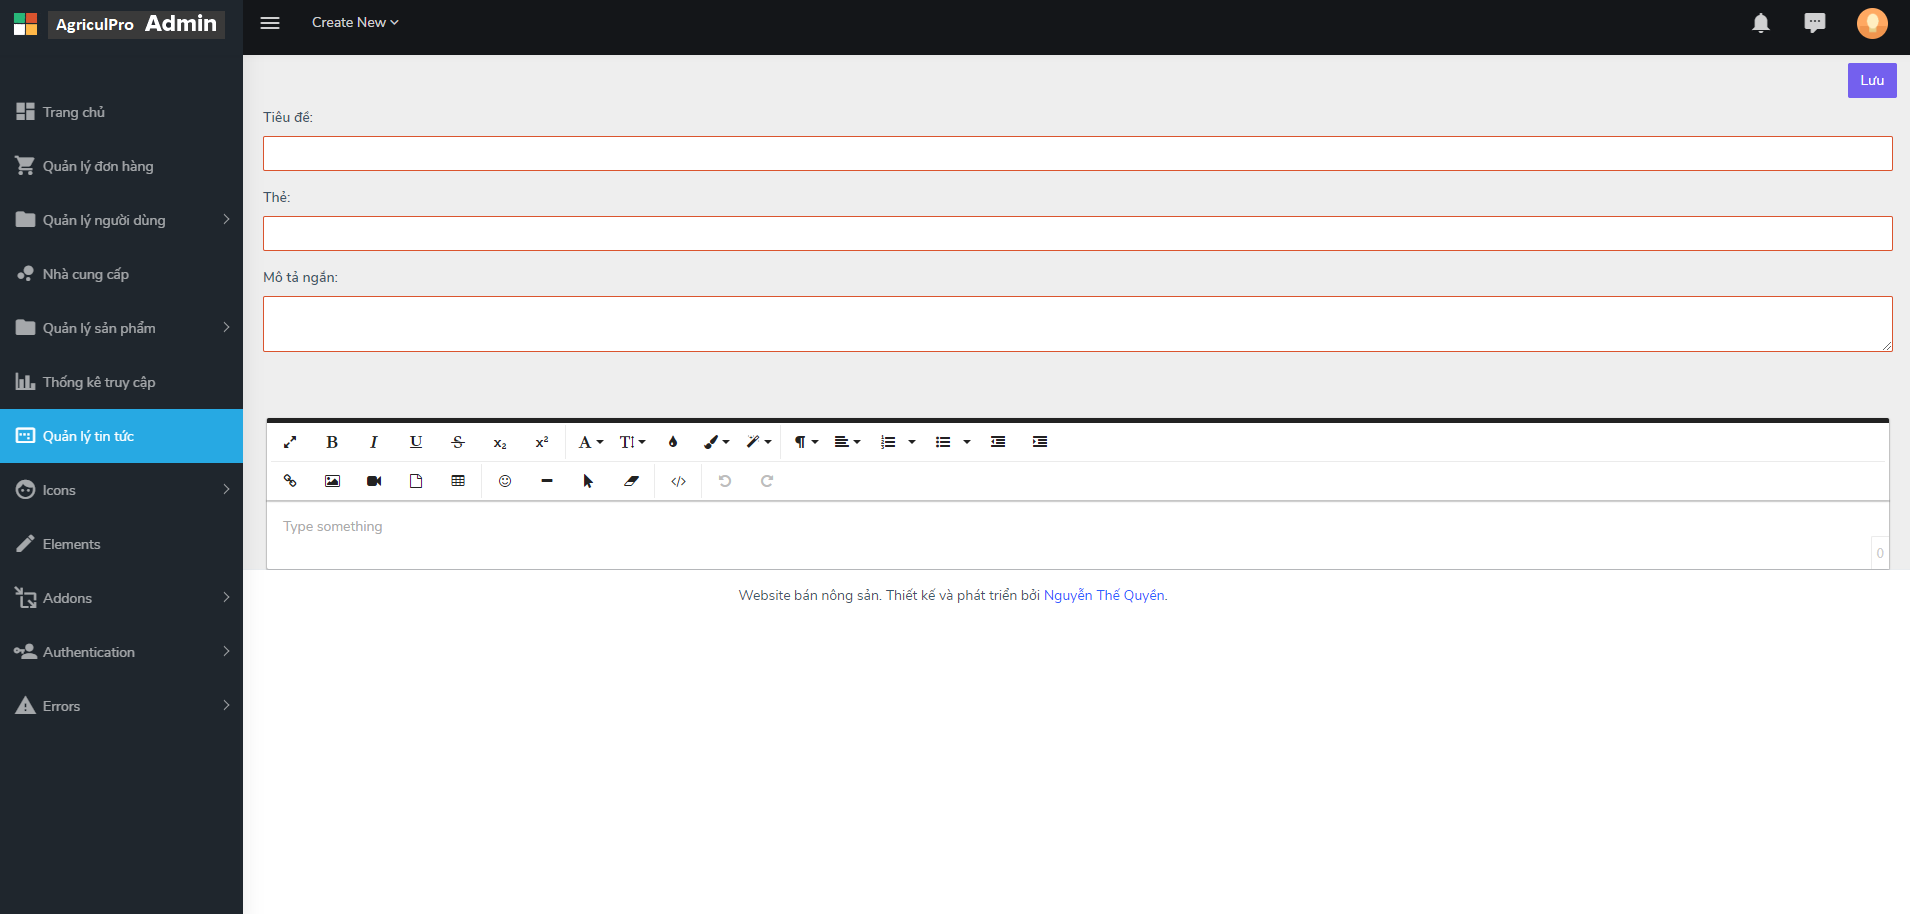 AgriculPro Admin
Create New
Lưu
Trang chủ
Quản lý đơn hàng
Quản lý người dùng
Nhà cung cấp
Quản lý sản phẩm
Thống kê truy cập
Quản lý tin tức
Icons
Elements
Addons
Authentication
Errors
Tiêu đề:
Thẻ:
Mô tả ngắn:
Type something
0
Website bán nông sản. Thiết kế và phát triển bởi Nguyễn Thế Quyền.